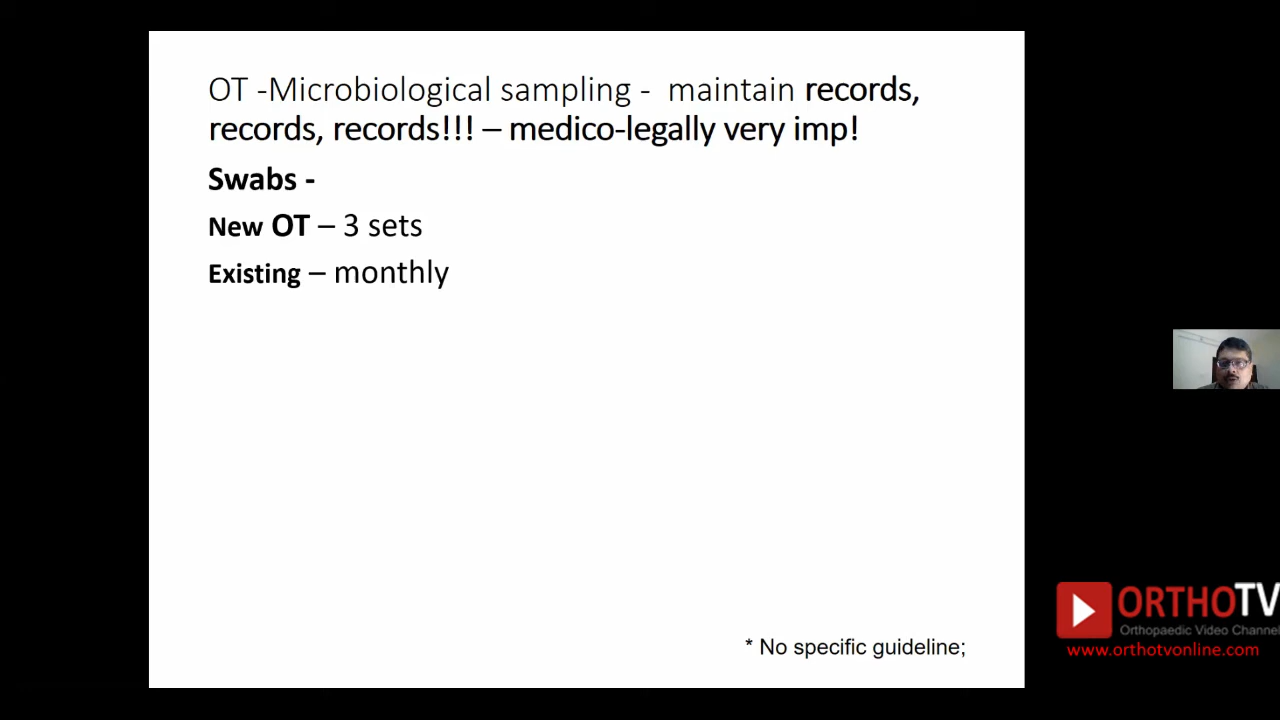 OT -Microbiological sampling -  maintain records,
records, records!!! – medico-legally very imp!
Swabs -
New OT – 3 sets
Existing – monthly
* No specific guideline;
ORTHOTV
Orthopaedic Video Channel
www.orthotvonline.com